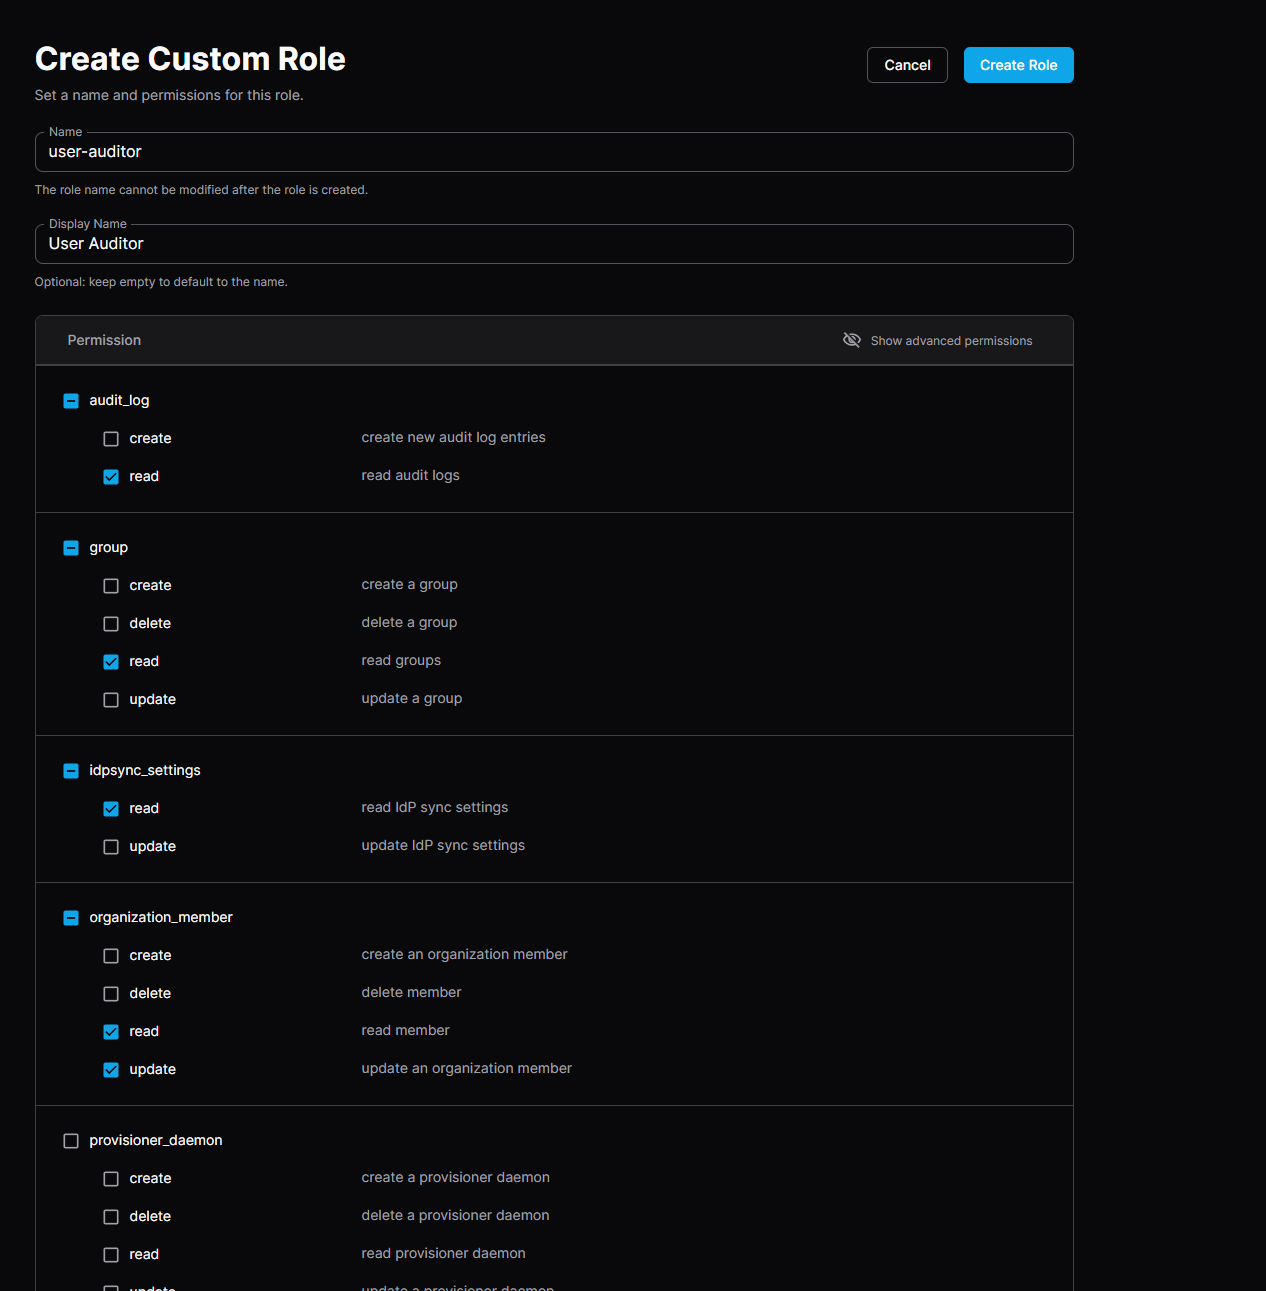 Create Custom Role
Cancel
Create Role
Set a name and permissions for this role.
Name
user-auditor
The role name cannot be modified after the role is created.
Display Name
User Auditor
Optional: keep empty to default to the name.
Permission
Show advanced permissions
audit_log
create create new audit log entries
read read audit logs
group
create create a group
delete delete a group
read read groups
update update a group
idpsync_settings
read read IdP sync settings
update update IdP sync settings
organization_member
create create an organization member
delete delete member
read read member
update update an organization member
provisioner_daemon
create create a provisioner daemon
delete delete a provisioner daemon
read read provisioner daemon
update update a provisioner daemon